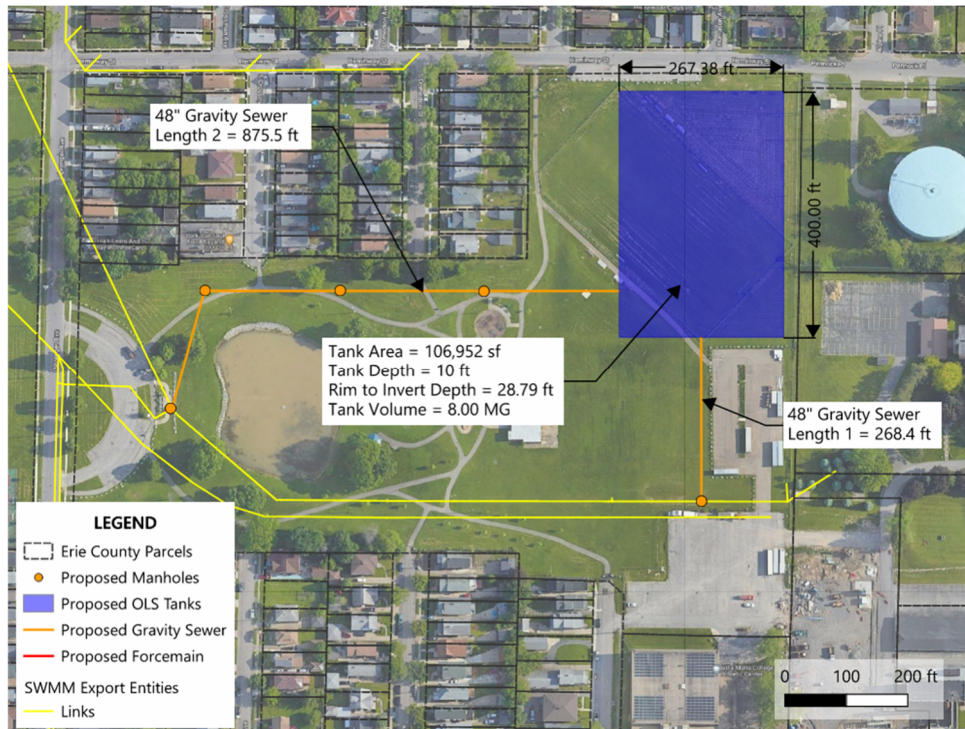 267.38 ft
48" Gravity Sewer
Length 2 = 875.5 ft
400.00 ft
Tank Area = 106,952 sf
Tank Depth = 10 ft
Rim to Invert Depth = 28.79 ft
Tank Volume = 8.00 MG
48" Gravity Sewer
Length 1 = 268.4 ft
LEGEND
Erie County Parcels
Proposed Manholes
Proposed OLS Tanks
Proposed Gravity Sewer
Proposed Forcemain
SWMM Export Entities
Links
0 100 200 ft